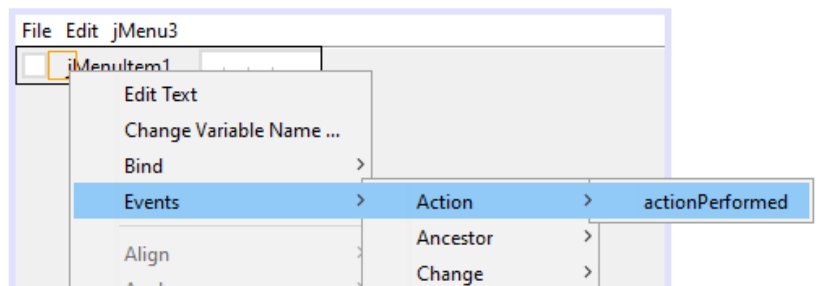 File Edit jMenu3
jMenuItem1
Edit Text
Change Variable Name ...
Bind
Events
Action
actionPerformed
Ancestor
Align
Change